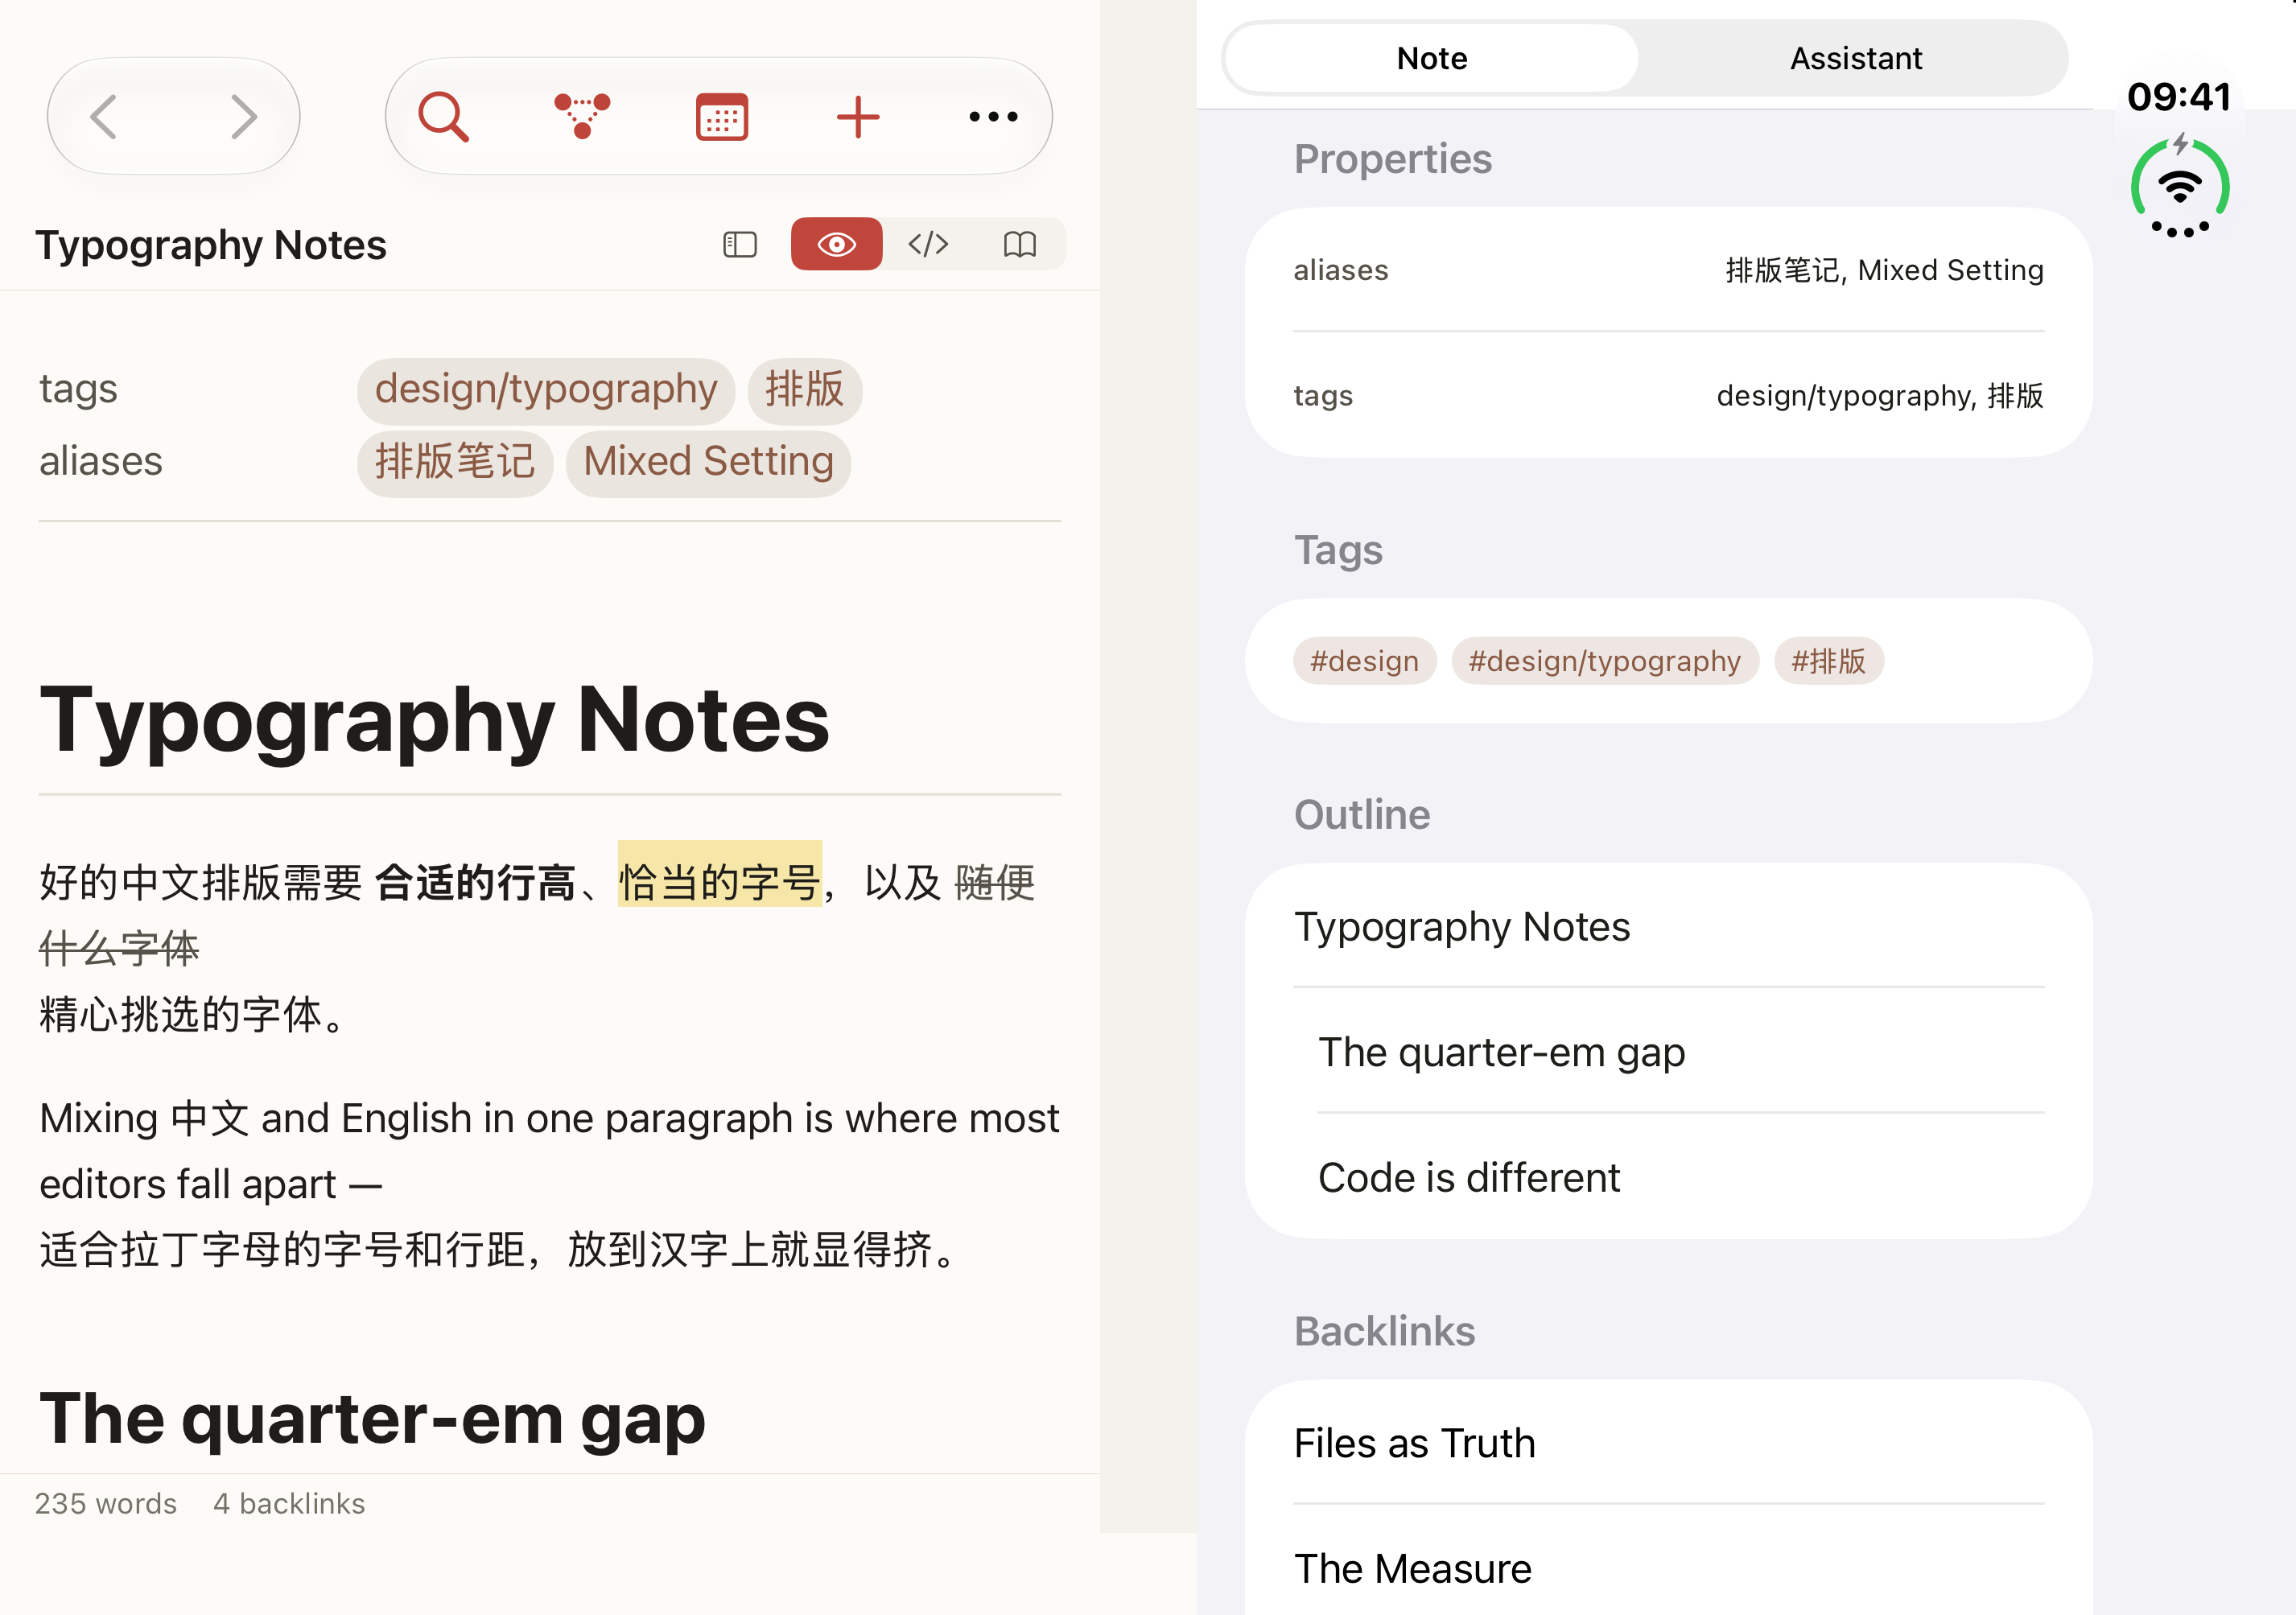 Typography Notes
tags design/typography 排版
aliases 排版笔记 Mixed Setting
Typography Notes
好的中文排版需要 合适的行高、恰当的字号，以及 随便
什么字体
精心挑选的字体。
Mixing 中文 and English in one paragraph is where most
editors fall apart —
适合拉丁字母的字号和行距，放到汉字上就显得挤。
The quarter-em gap
235 words 4 backlinks
Note Assistant
09:41
Properties
aliases 排版笔记, Mixed Setting
tags design/typography, 排版
Tags
#design #design/typography #排版
Outline
Typography Notes
The quarter-em gap
Code is different
Backlinks
Files as Truth
The Measure